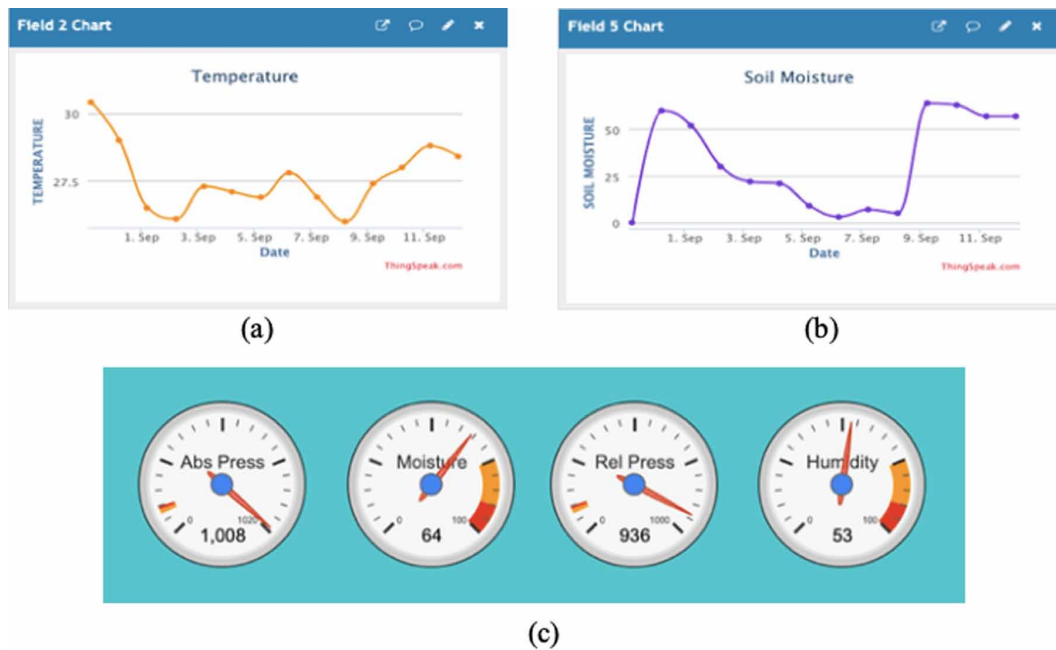 Field 2 Chart
Temperature
TEMPERATURE
30
27.5
1. Sep 3. Sep 5. Sep 7. Sep 9. Sep 11. Sep
Date
ThingSpeak.com
(a)
Field 5 Chart
Soil Moisture
SOIL MOISTURE
50
25
0
1. Sep 3. Sep 5. Sep 7. Sep 9. Sep 11. Sep
Date
ThingSpeak.com
(b)
Abs Press
0 1020
1,008
Moisture
0 100
64
Rel Press
0 1000
936
Humidity
0 100
53
(c)